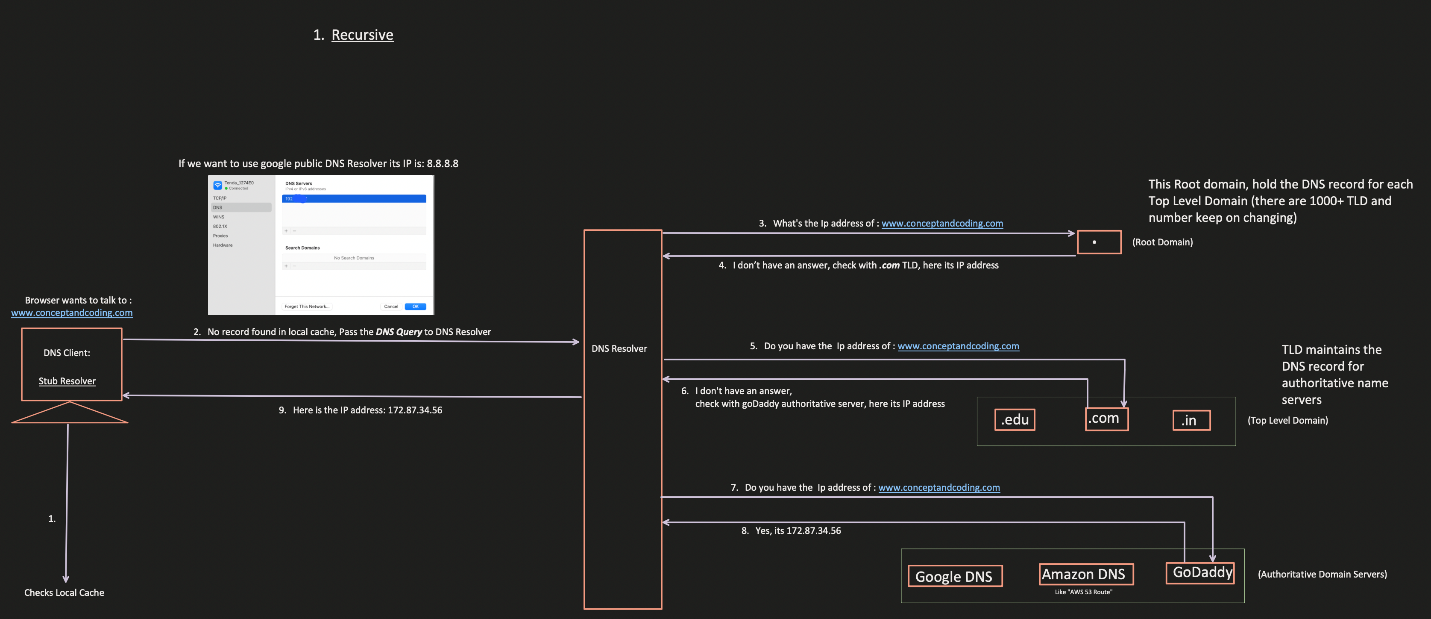 1. Recursive
If we want to use google public DNS Resolver its IP is: 8.8.8.8
Connected
TCP/IP
DNS
WINS
802.1X
Proxies
Hardware
DNS Servers
IPv4 or IPv6 addresses
Search Domains
No Search Domains
Forget This Network...
Cancel
OK
This Root domain, hold the DNS record for each
Top Level Domain (there are 1000+ TLD and
number keep on changing)
3. What's the Ip address of : www.conceptandcoding.com
(Root Domain)
4. I don't have an answer, check with .com TLD, here its IP address
Browser wants to talk to :
www.conceptandcoding.com
2. No record found in local cache, Pass the DNS Query to DNS Resolver
DNS Client:
Stub Resolver
DNS Resolver
5. Do you have the Ip address of : www.conceptandcoding.com
TLD maintains the
DNS record for
authoritative name
servers
6. I don't have an answer,
check with goDaddy authoritative server, here its IP address
9. Here is the IP address: 172.87.34.56
.edu
.com
.in
(Top Level Domain)
7. Do you have the Ip address of : www.conceptandcoding.com
1.
8. Yes, its 172.87.34.56
Google DNS
Amazon DNS
GoDaddy
(Authoritative Domain Servers)
Like "AWS 53 Route"
Checks Local Cache